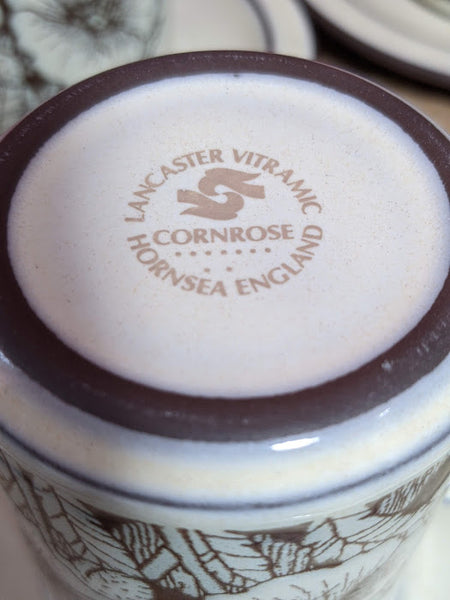 LANCASTER VITRAMIC
CORNROSE
HORNSEA ENGLAND